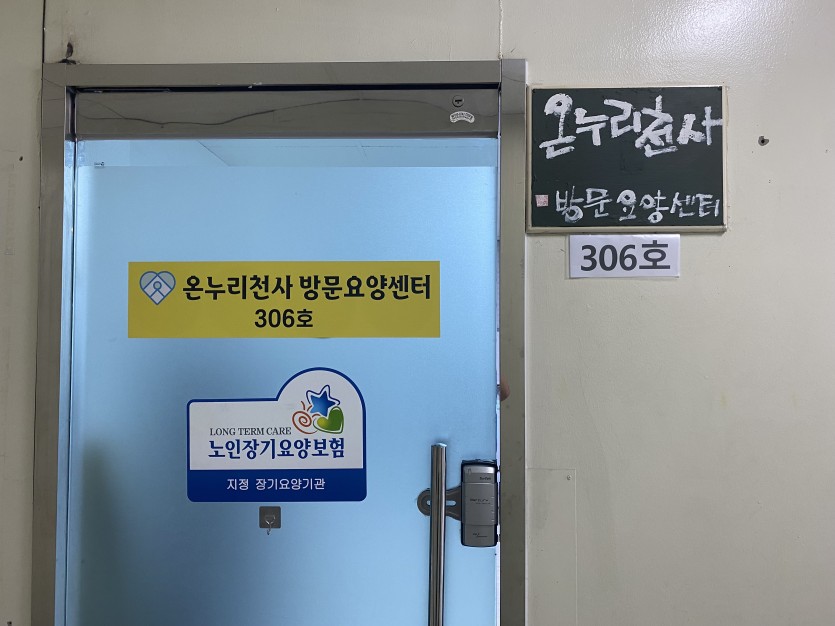 온누리천사
방문요양센터
306호
온누리천사 방문요양센터
306호
LONG TERM CARE
노인장기요양보험
지정 장기요양기관